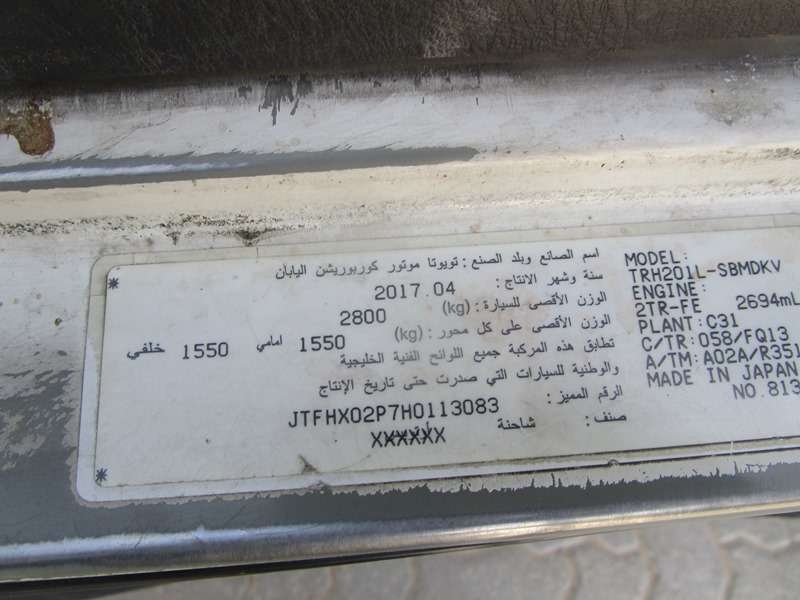 اسم الصانع وبلد الصنع : تويوتا موتور كوربوريشن اليابان
سنة وشهر الانتاج : 2017.04
الوزن الأقصى للسيارة : (kg) 2800
الوزن الأقصى على كل محور : (kg) 1550 امامي 1550 خلفي
تطابق هذه المركبة جميع اللوائح الفنية الخليجية
والوطنية للسيارات التي صدرت حتى تاريخ الإنتاج
الرقم المميز : JTFHX02P7H0113083
صنف : شاحنة
XXXXXX
MODEL:
TRH201L-SBMDKV
ENGINE:
2TR-FE 2694mL
PLANT: C31
C/TR: 058/FQ13
A/TM: A02A/R351
MADE IN JAPAN
NO. 813